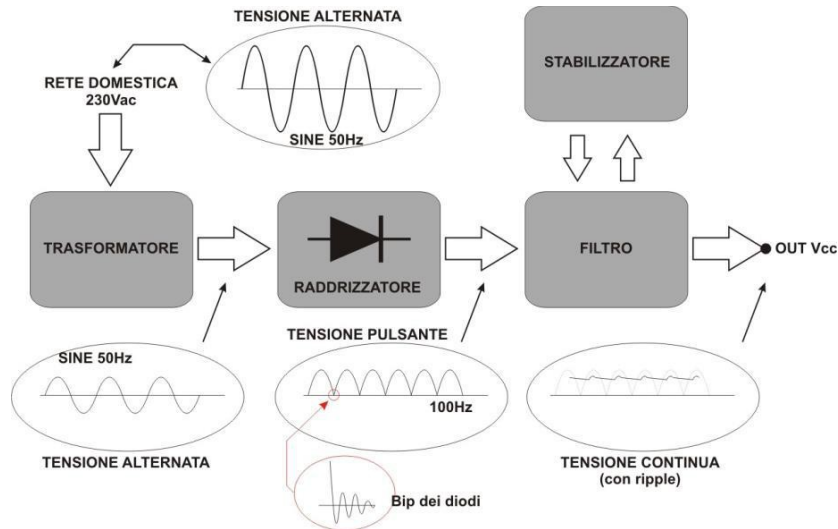 TENSIONE ALTERNATA
STABILIZZATORE
RETE DOMESTICA
230Vac
SINE 50Hz
TRASFORMATORE
RADDRIZZATORE
FILTRO
OUT Vcc
SINE 50Hz
TENSIONE ALTERNATA
TENSIONE PULSANTE
100Hz
Bip dei diodi
TENSIONE CONTINUA
(con ripple)